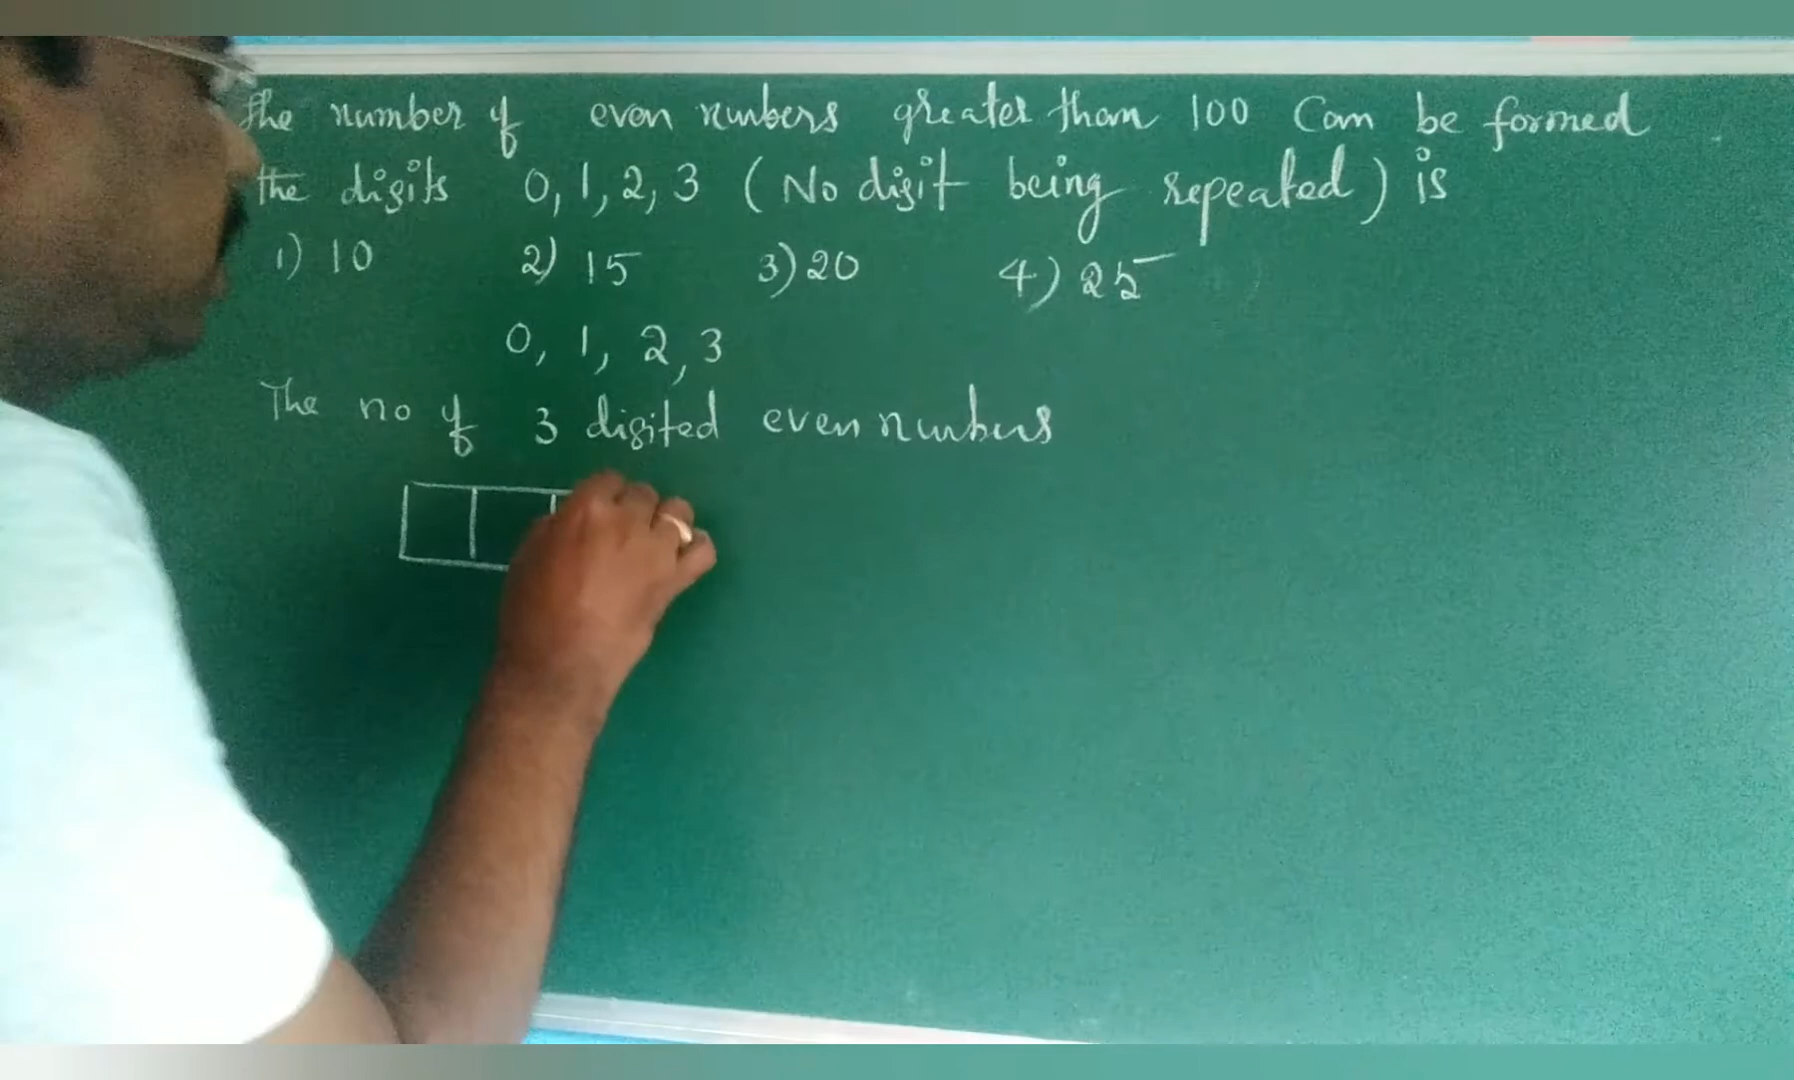 The number of even numbers greater than 100 can be formed
the digits 0, 1, 2, 3 (No digit being repeated) is
1) 10 2) 15 3) 20 4) 25
0, 1, 2, 3
The no of 3 digited even numbers